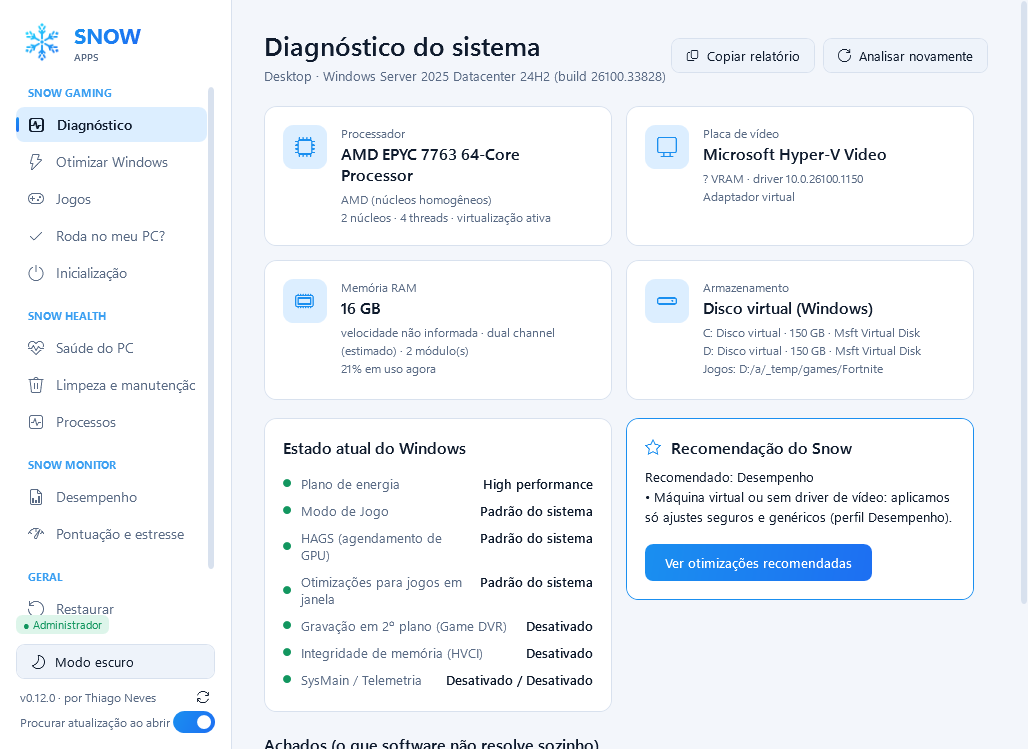 SNOW
APPS
SNOW GAMING
Diagnóstico
Otimizar Windows
Jogos
Roda no meu PC?
Inicialização
SNOW HEALTH
Saúde do PC
Limpeza e manutenção
Processos
SNOW MONITOR
Desempenho
Pontuação e estresse
GERAL
Restaurar
Administrador
Modo escuro
v0.12.0 · por Thiago Neves
Procurar atualização ao abrir
Diagnóstico do sistema
Desktop · Windows Server 2025 Datacenter 24H2 (build 26100.33828)
Copiar relatório
Analisar novamente
Processador
AMD EPYC 7763 64-Core
Processor
AMD (núcleos homogêneos)
2 núcleos · 4 threads · virtualização ativa
Placa de vídeo
Microsoft Hyper-V Video
? VRAM · driver 10.0.26100.1150
Adaptador virtual
Memória RAM
16 GB
velocidade não informada · dual channel
(estimado) · 2 módulo(s)
21% em uso agora
Armazenamento
Disco virtual (Windows)
C: Disco virtual · 150 GB · Msft Virtual Disk
D: Disco virtual · 150 GB · Msft Virtual Disk
Jogos: D:/a/_temp/games/Fortnite
Estado atual do Windows
Plano de energia High performance
Modo de Jogo Padrão do sistema
HAGS (agendamento de Padrão do sistema
GPU)
Otimizações para jogos em Padrão do sistema
janela
Gravação em 2º plano (Game DVR) Desativado
Integridade de memória (HVCI) Desativado
SysMain / Telemetria Desativado / Desativado
Recomendação do Snow
Recomendado: Desempenho
• Máquina virtual ou sem driver de vídeo: aplicamos
só ajustes seguros e genéricos (perfil Desempenho).
Ver otimizações recomendadas
Achados (o que software não resolve sozinho)